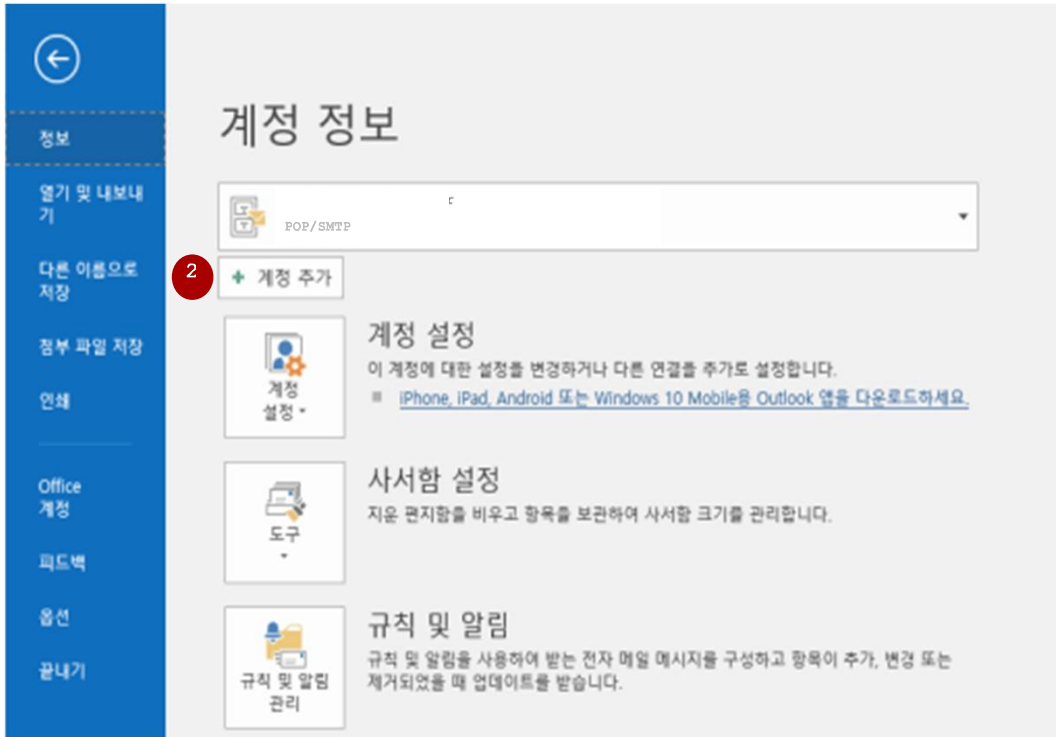 정보
열기 및 내보내
기
다른 이름으로
저장
첨부 파일 저장
인쇄
Office
계정
피드백
옵션
끝내기
계정 정보
r
POP/SMTP
2
+ 계정 추가
계정
설정
계정 설정
이 계정에 대한 설정을 변경하거나 다른 연결을 추가로 설정합니다.
iPhone, iPad, Android 또는 Windows 10 Mobile용 Outlook 앱을 다운로드하세요.
도구
사서함 설정
지운 편지함을 비우고 항목을 보관하여 사서함 크기를 관리합니다.
규칙 및 알림
관리
규칙 및 알림
규칙 및 알림을 사용하여 받는 전자 메일 메시지를 구성하고 항목이 추가, 변경 또는
제거되었을 때 업데이트를 받습니다.